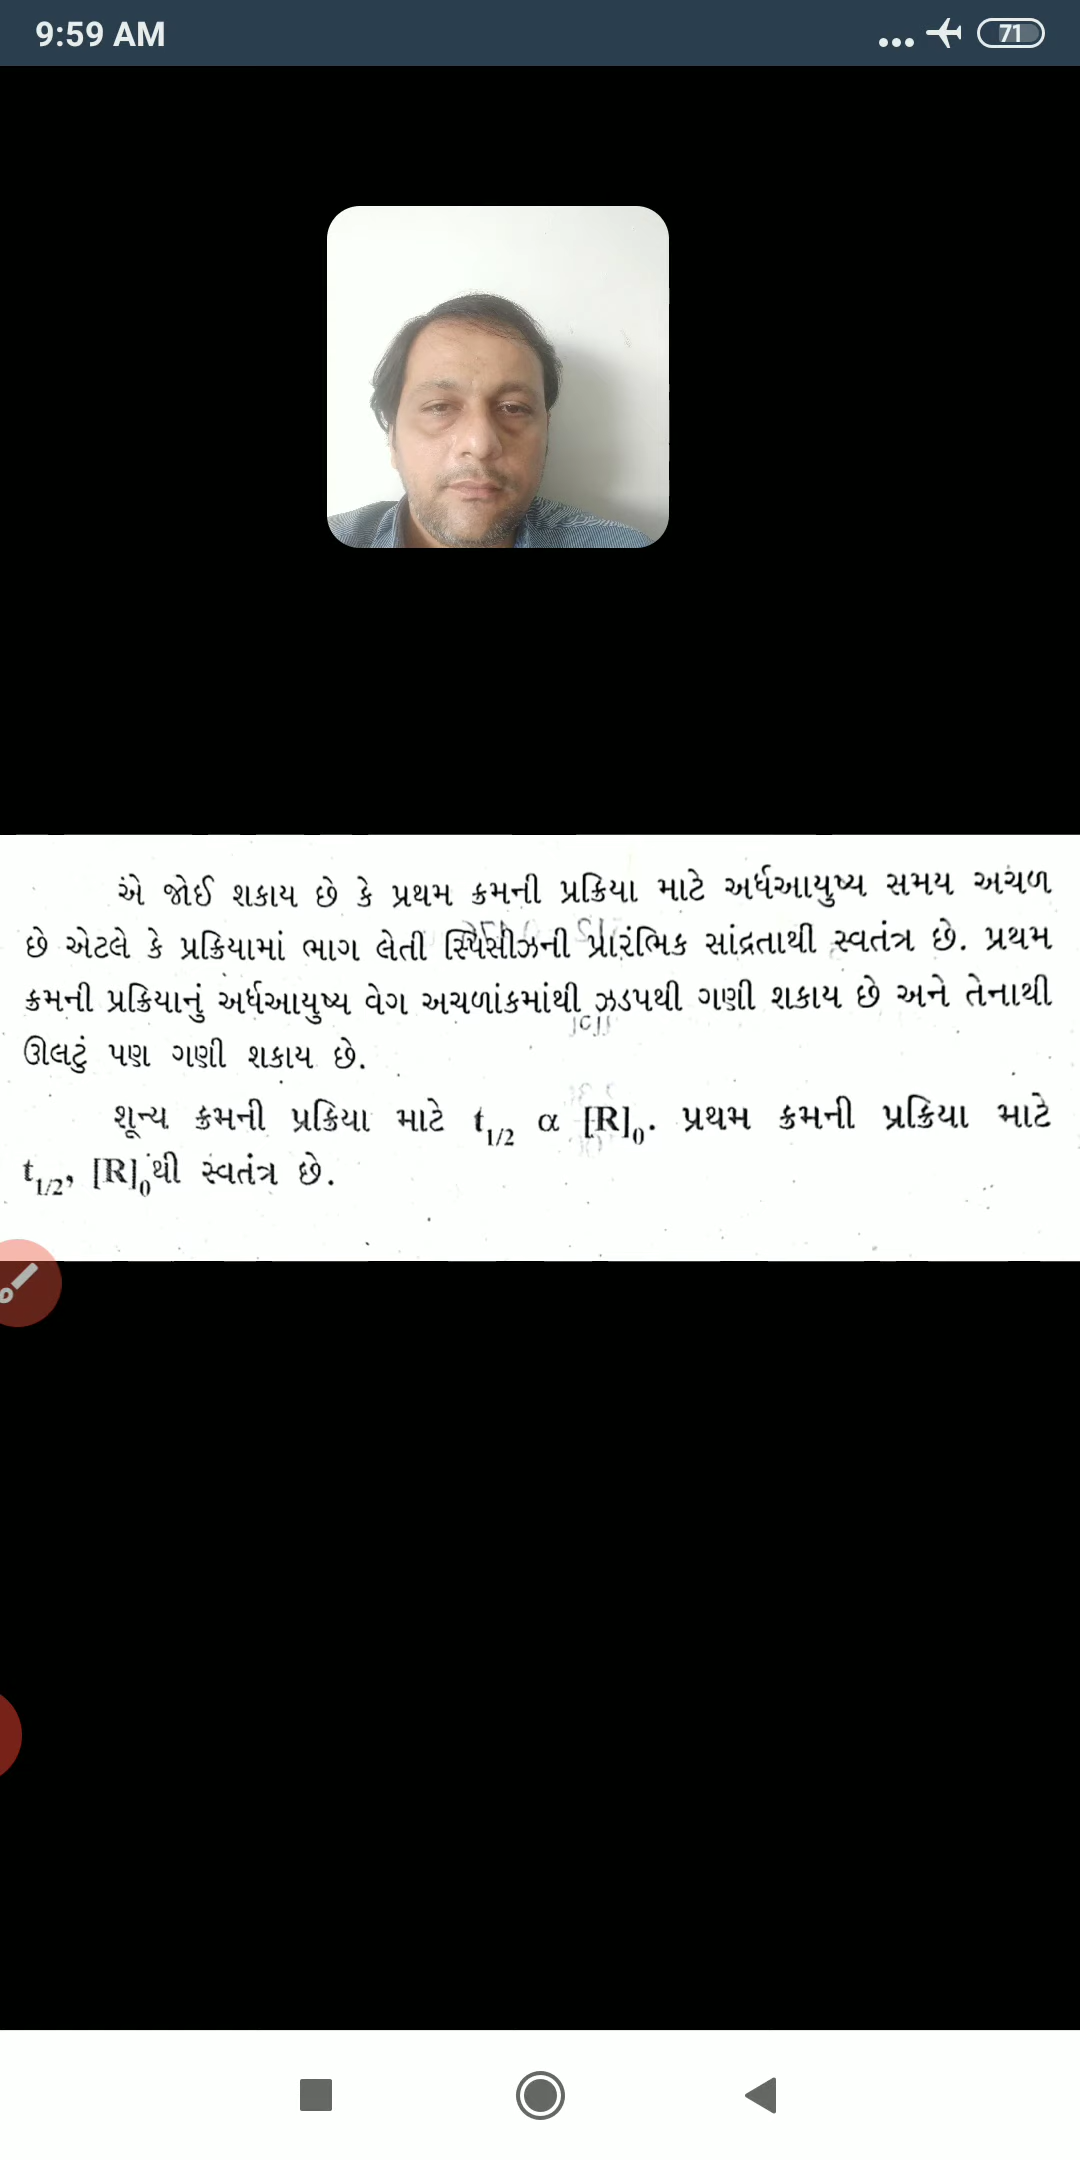 9:59 AM
71
એ જોઈ શકાય છે કે પ્રથમ ક્રમની પ્રક્રિયા માટે અર્ધઆયુષ્ય સમય અચળ
છે એટલે કે પ્રક્રિયામાં ભાગ લેતી સ્પિસીઝની પ્રારંભિક સાંદ્રતાથી સ્વતંત્ર છે. પ્રથમ
ક્રમની પ્રક્રિયાનું અર્ધઆયુષ્ય વેગ અચળાંકમાંથી ઝડપથી ગણી શકાય છે અને તેનાથી
ઊલટું પણ ગણી શકાય છે.
શૂન્ય ક્રમની પ્રક્રિયા માટે t1/2 α [R]0. પ્રથમ ક્રમની પ્રક્રિયા માટે
t1/2, [R]0થી સ્વતંત્ર છે.